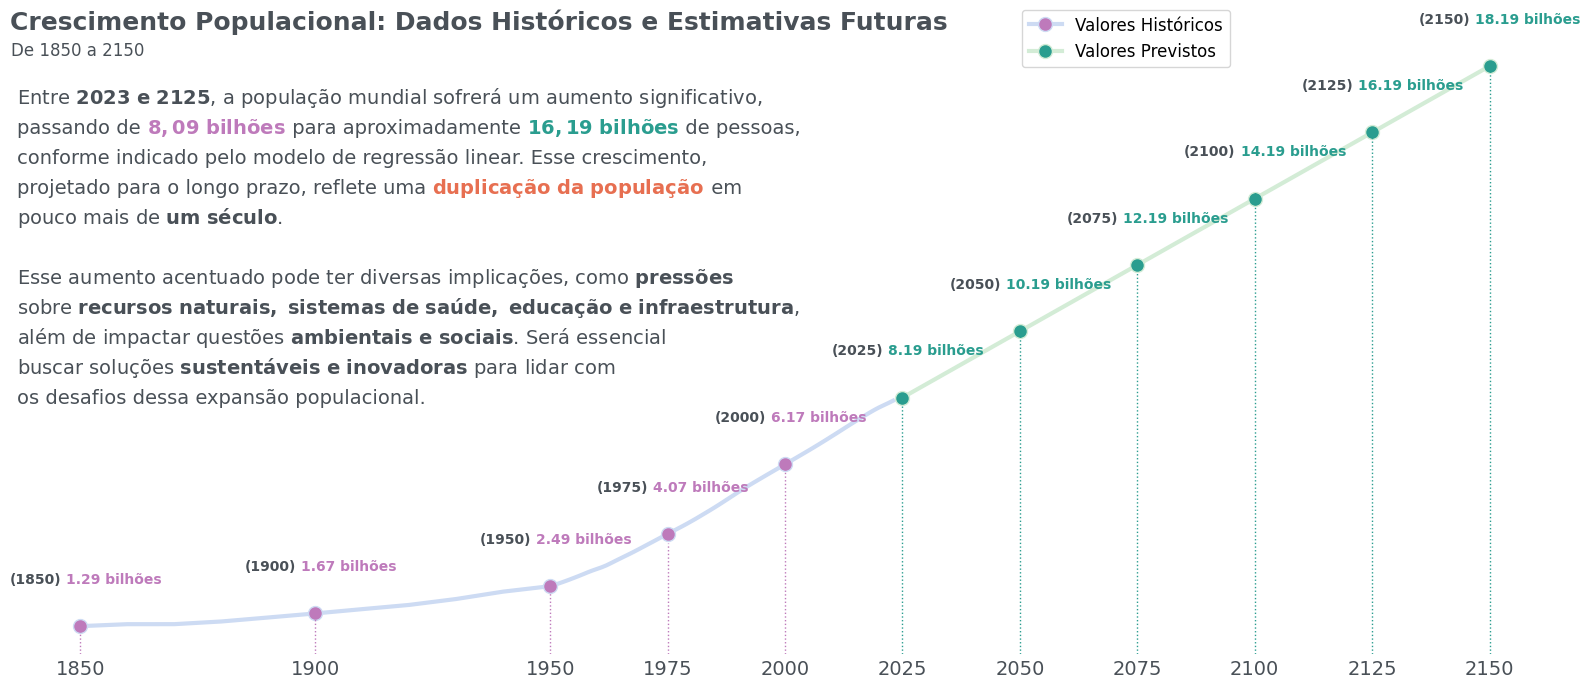 Crescimento Populacional: Dados Históricos e Estimativas Futuras
De 1850 a 2150
Valores Históricos
Valores Previstos
Entre 2023 e 2125, a população mundial sofrerá um aumento significativo,
passando de 8,09 bilhões para aproximadamente 16,19 bilhões de pessoas,
conforme indicado pelo modelo de regressão linear. Esse crescimento,
projetado para o longo prazo, reflete uma duplicação da população em
pouco mais de um século.
Esse aumento acentuado pode ter diversas implicações, como pressões
sobre recursos naturais, sistemas de saúde, educação e infraestrutura,
além de impactar questões ambientais e sociais. Será essencial
buscar soluções sustentáveis e inovadoras para lidar com
os desafios dessa expansão populacional.
(1850) 1.29 bilhões
(1900) 1.67 bilhões
(1950) 2.49 bilhões
(1975) 4.07 bilhões
(2000) 6.17 bilhões
(2025) 8.19 bilhões
(2050) 10.19 bilhões
(2075) 12.19 bilhões
(2100) 14.19 bilhões
(2125) 16.19 bilhões
(2150) 18.19 bilhões
1850 1900 1950 1975 2000 2025 2050 2075 2100 2125 2150